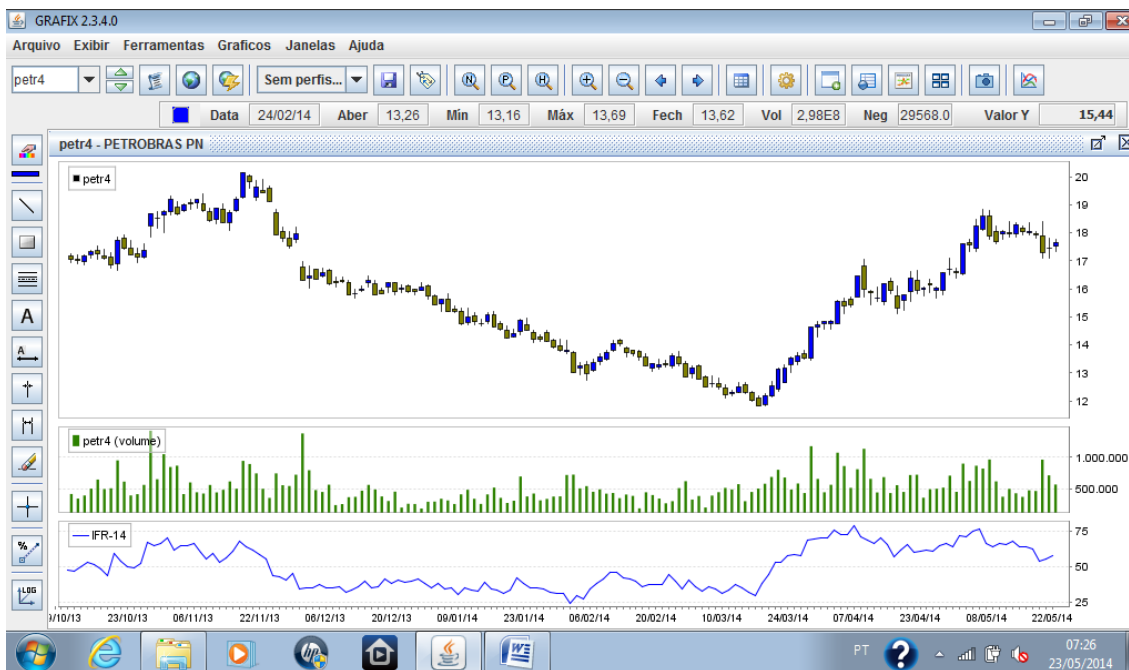 GRAFIX 2.3.4.0
Arquivo Exibir Ferramentas Graficos Janelas Ajuda
petr4 Sem perfis... N P H
Data 24/02/14 Aber 13,26 Mín 13,16 Máx 13,69 Fech 13,62 Vol 2,98E8 Neg 29568.0 Valor Y 15,44
petr4 - PETROBRAS PN
petr4
20
19
18
17
16
15
14
13
12
petr4 (volume)
1.000.000
500.000
IFR-14
75
50
25
A
A
%
LOG
9/10/13 23/10/13 06/11/13 22/11/13 06/12/13 20/12/13 09/01/14 23/01/14 06/02/14 20/02/14 10/03/14 24/03/14 07/04/14 23/04/14 08/05/14 22/05/14
hp W PT ? 07:26
23/05/2014